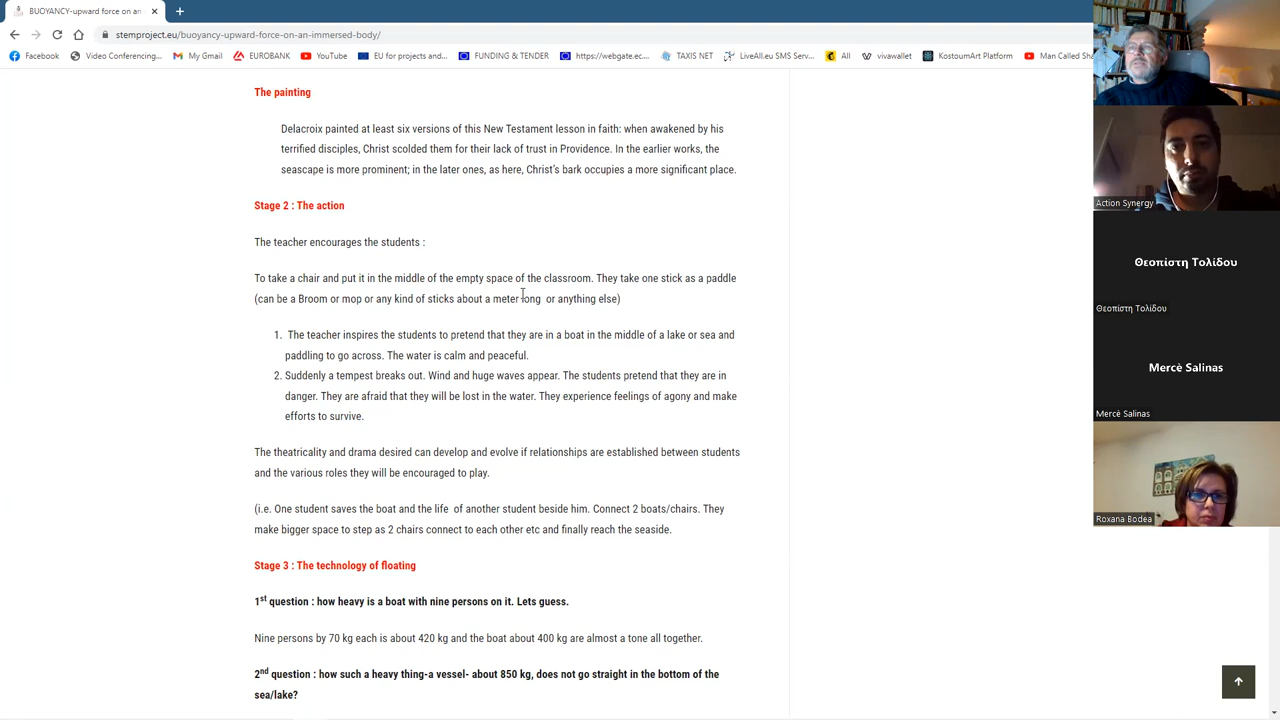 BUOYANCY-upward force on an
stemproject.eu/buoyancy-upward-force-on-an-immersed-body/
Facebook Video Conferencing... My Gmail EUROBANK YouTube EU for projects and... FUNDING & TENDER https://webgate.ec... TAXIS NET LiveAll.eu SMS Serv... All vivawallet KostoumArt Platform Man Called Sha
The painting
Delacroix painted at least six versions of this New Testament lesson in faith: when awakened by his
terrified disciples, Christ scolded them for their lack of trust in Providence. In the earlier works, the
seascape is more prominent; in the later ones, as here, Christ's bark occupies a more significant place.
Stage 2 : The action
The teacher encourages the students :
To take a chair and put it in the middle of the empty space of the classroom. They take one stick as a paddle
(can be a Broom or mop or any kind of sticks about a meter long or anything else)
1. The teacher inspires the students to pretend that they are in a boat in the middle of a lake or sea and
paddling to go across. The water is calm and peaceful.
2. Suddenly a tempest breaks out. Wind and huge waves appear. The students pretend that they are in
danger. They are afraid that they will be lost in the water. They experience feelings of agony and make
efforts to survive.
The theatricality and drama desired can develop and evolve if relationships are established between students
and the various roles they will be encouraged to play.
(i.e. One student saves the boat and the life of another student beside him. Connect 2 boats/chairs. They
make bigger space to step as 2 chairs connect to each other etc and finally reach the seaside.
Stage 3 : The technology of floating
1st question : how heavy is a boat with nine persons on it. Lets guess.
Nine persons by 70 kg each is about 420 kg and the boat about 400 kg are almost a tone all together.
2nd question : how such a heavy thing-a vessel- about 850 kg, does not go straight in the bottom of the
sea/lake?
Action Synergy
Θεοπίστη Τολίδου
Θεοπίστη Τολίδου
Mercè Salinas
Mercè Salinas
Roxana Bodea